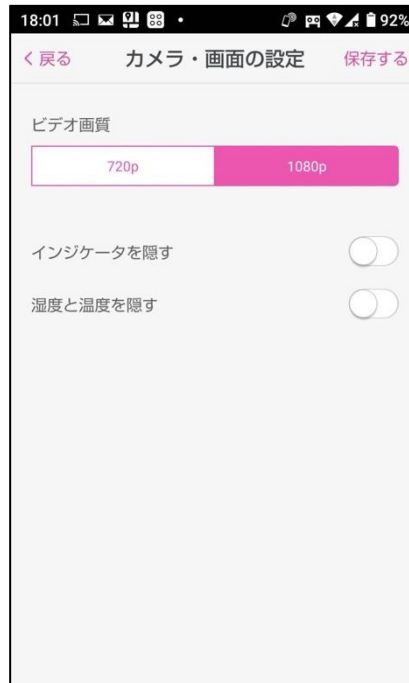 18:01 92%
戻る カメラ・画面の設定 保存する
ビデオ画質
720p 1080p
インジケータを隠す
湿度と温度を隠す